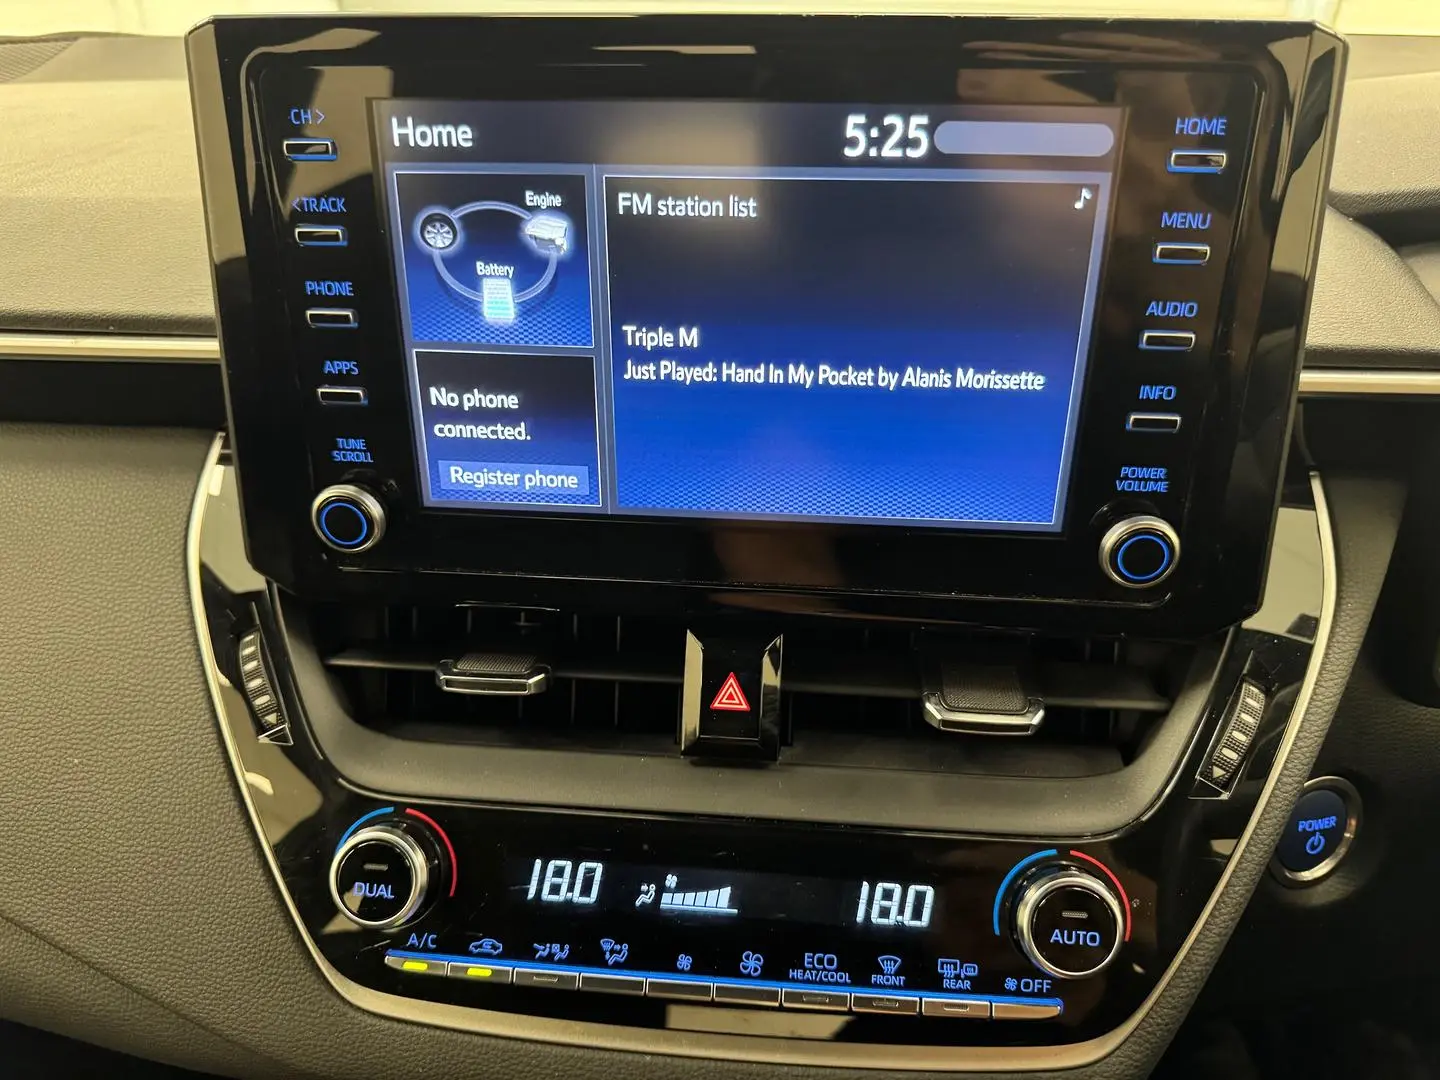 CH >
< TRACK
PHONE
APPS
TUNE
SCROLL
Home
5:25
Engine
Battery
No phone
connected.
Register phone
FM station list
Triple M
Just Played: Hand In My Pocket by Alanis Morissette
HOME
MENU
AUDIO
INFO
POWER
VOLUME
POWER
DUAL
18.0
18.0
AUTO
A/C
ECO
HEAT/COOL
FRONT
REAR
OFF